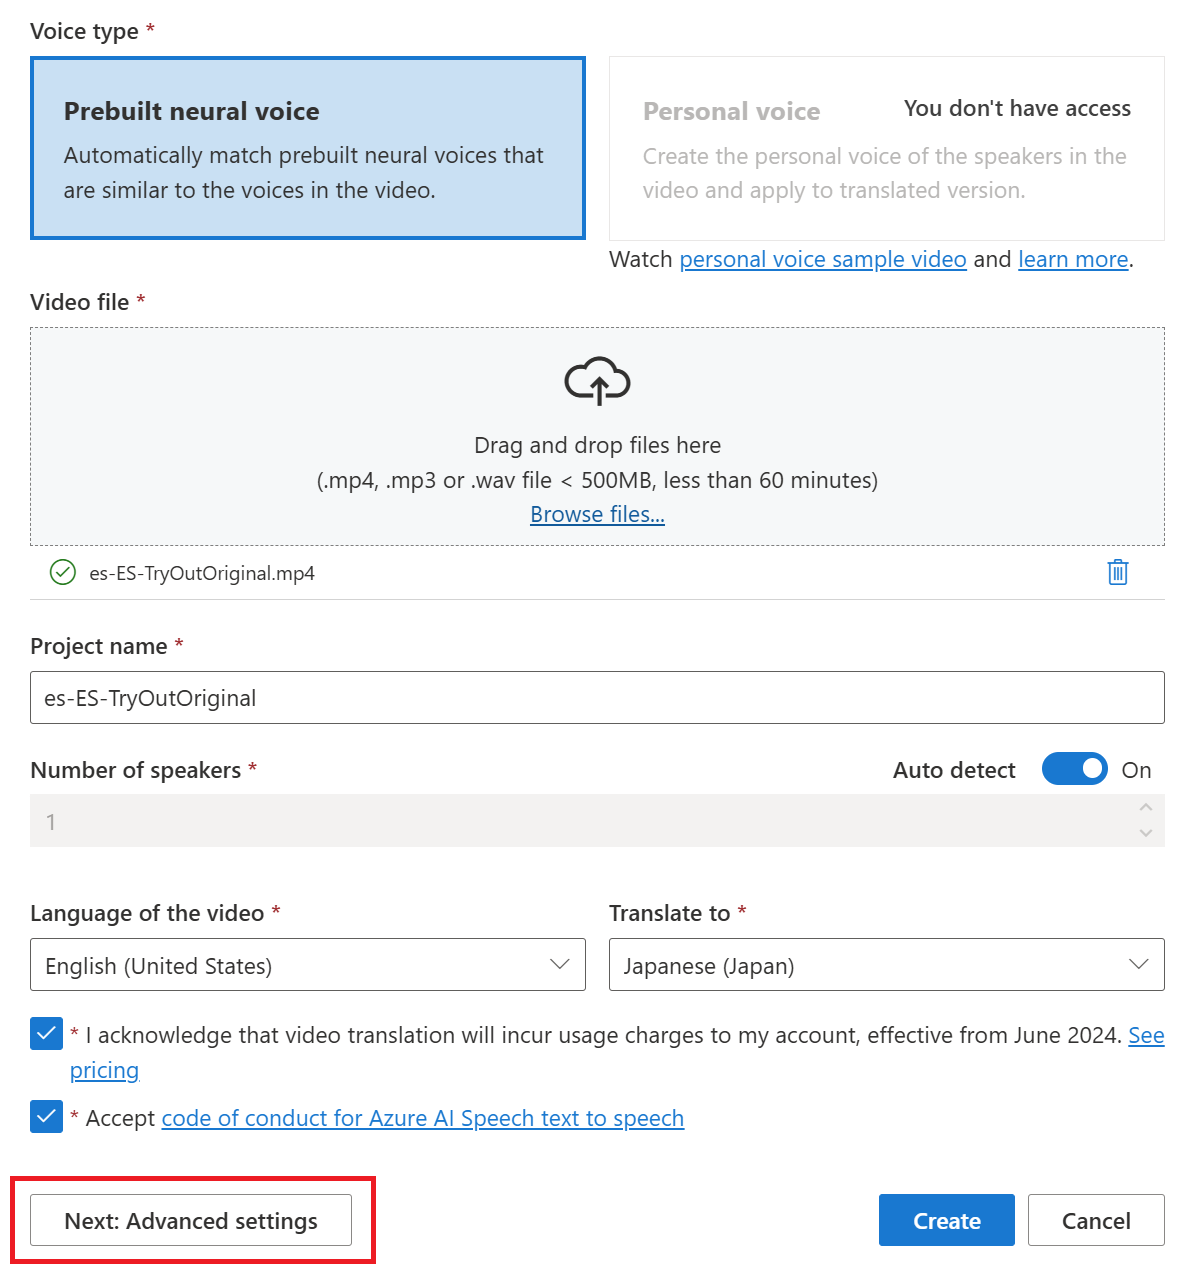 Voice type *
Prebuilt neural voice
Automatically match prebuilt neural voices that
are similar to the voices in the video.
Personal voice
You don't have access
Create the personal voice of the speakers in the
video and apply to translated version.
Watch personal voice sample video and learn more.
Video file *
Drag and drop files here
(.mp4, .mp3 or .wav file < 500MB, less than 60 minutes)
Browse files...
es-ES-TryOutOriginal.mp4
Project name *
es-ES-TryOutOriginal
Number of speakers *
Auto detect
On
1
Language of the video *
Translate to *
English (United States)
Japanese (Japan)
* I acknowledge that video translation will incur usage charges to my account, effective from June 2024. See
pricing
* Accept code of conduct for Azure AI Speech text to speech
Next: Advanced settings
Create
Cancel